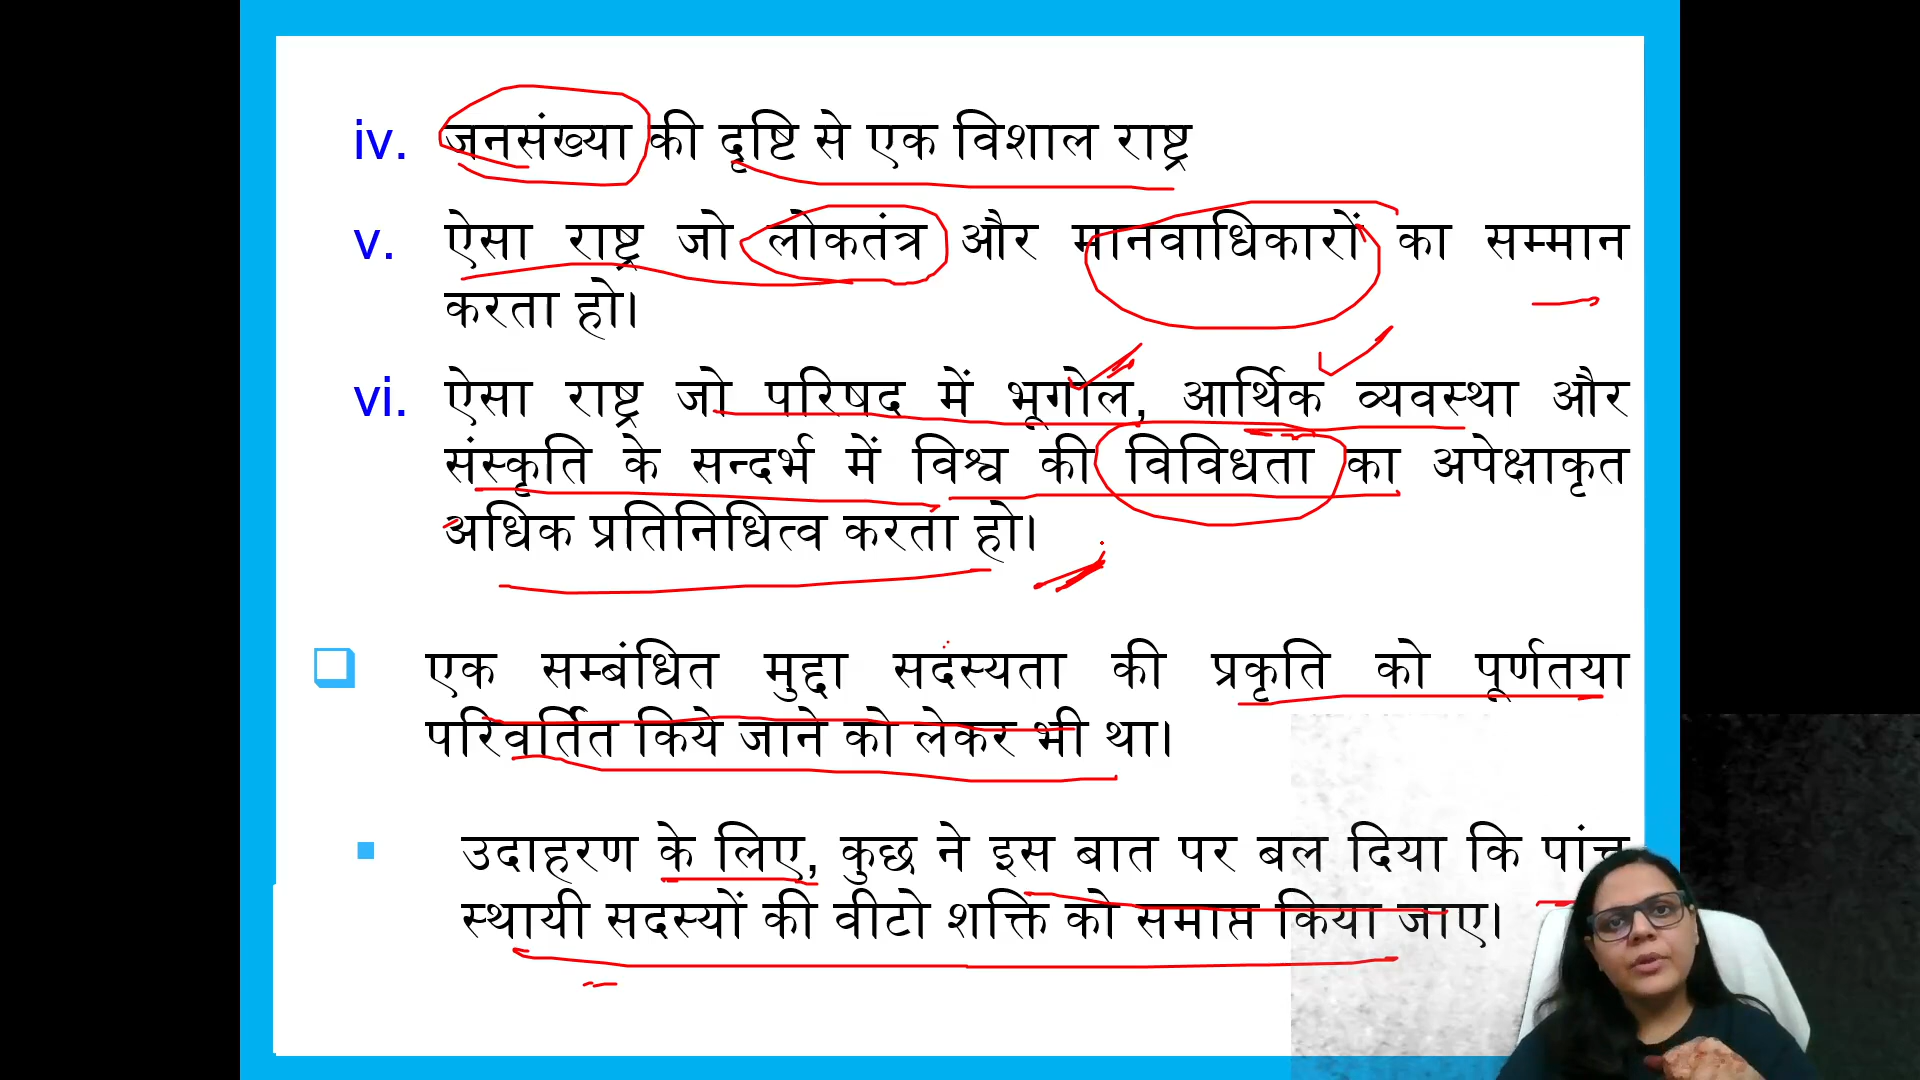 iv. जनसंख्या की दृष्टि से एक विशाल राष्ट्र
v. ऐसा राष्ट्र जो लोकतंत्र और मानवाधिकारों का सम्मान
करता हो।
vi. ऐसा राष्ट्र जो परिषद में भूगोल, आर्थिक व्यवस्था और
संस्कृति के सन्दर्भ में विश्व की विविधता का अपेक्षाकृत
अधिक प्रतिनिधित्व करता हो।
एक सम्बंधित मुद्दा सदस्यता की प्रकृति को पूर्णतया
परिवर्तित किये जाने को लेकर भी था।
उदाहरण के लिए, कुछ ने इस बात पर बल दिया कि पांच
स्थायी सदस्यों की वीटो शक्ति को समाप्त किया जाए।